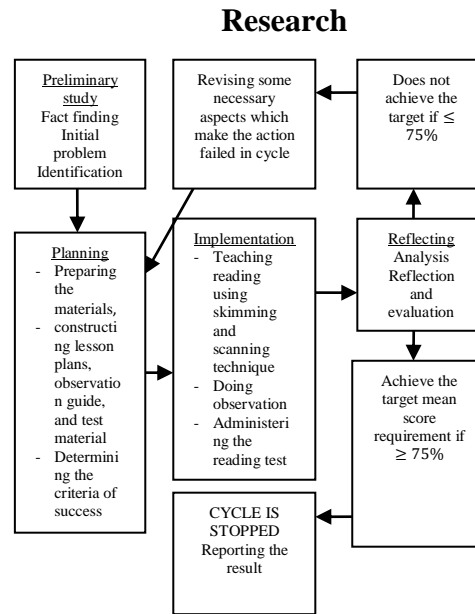 Research
Preliminary
study
Fact finding
Initial
problem
Identification
Revising some
necessary
aspects which
make the action
failed in cycle
Does not
achieve the
target if ≤
75%
Planning
- Preparing
the
materials,
- constructi
ng lesson
plans,
observatio
n guide,
and test
material
- Determini
ng the
criteria of
success
Implementation
- Teaching
reading
using
skimming
and
scanning
technique
- Doing
observation
- Administeri
ng the
reading test
Reflecting
Analysis
Reflection
and
evaluation
Achieve the
target mean
score
requirement if
≥ 75%
CYCLE IS
STOPPED
Reporting the
result